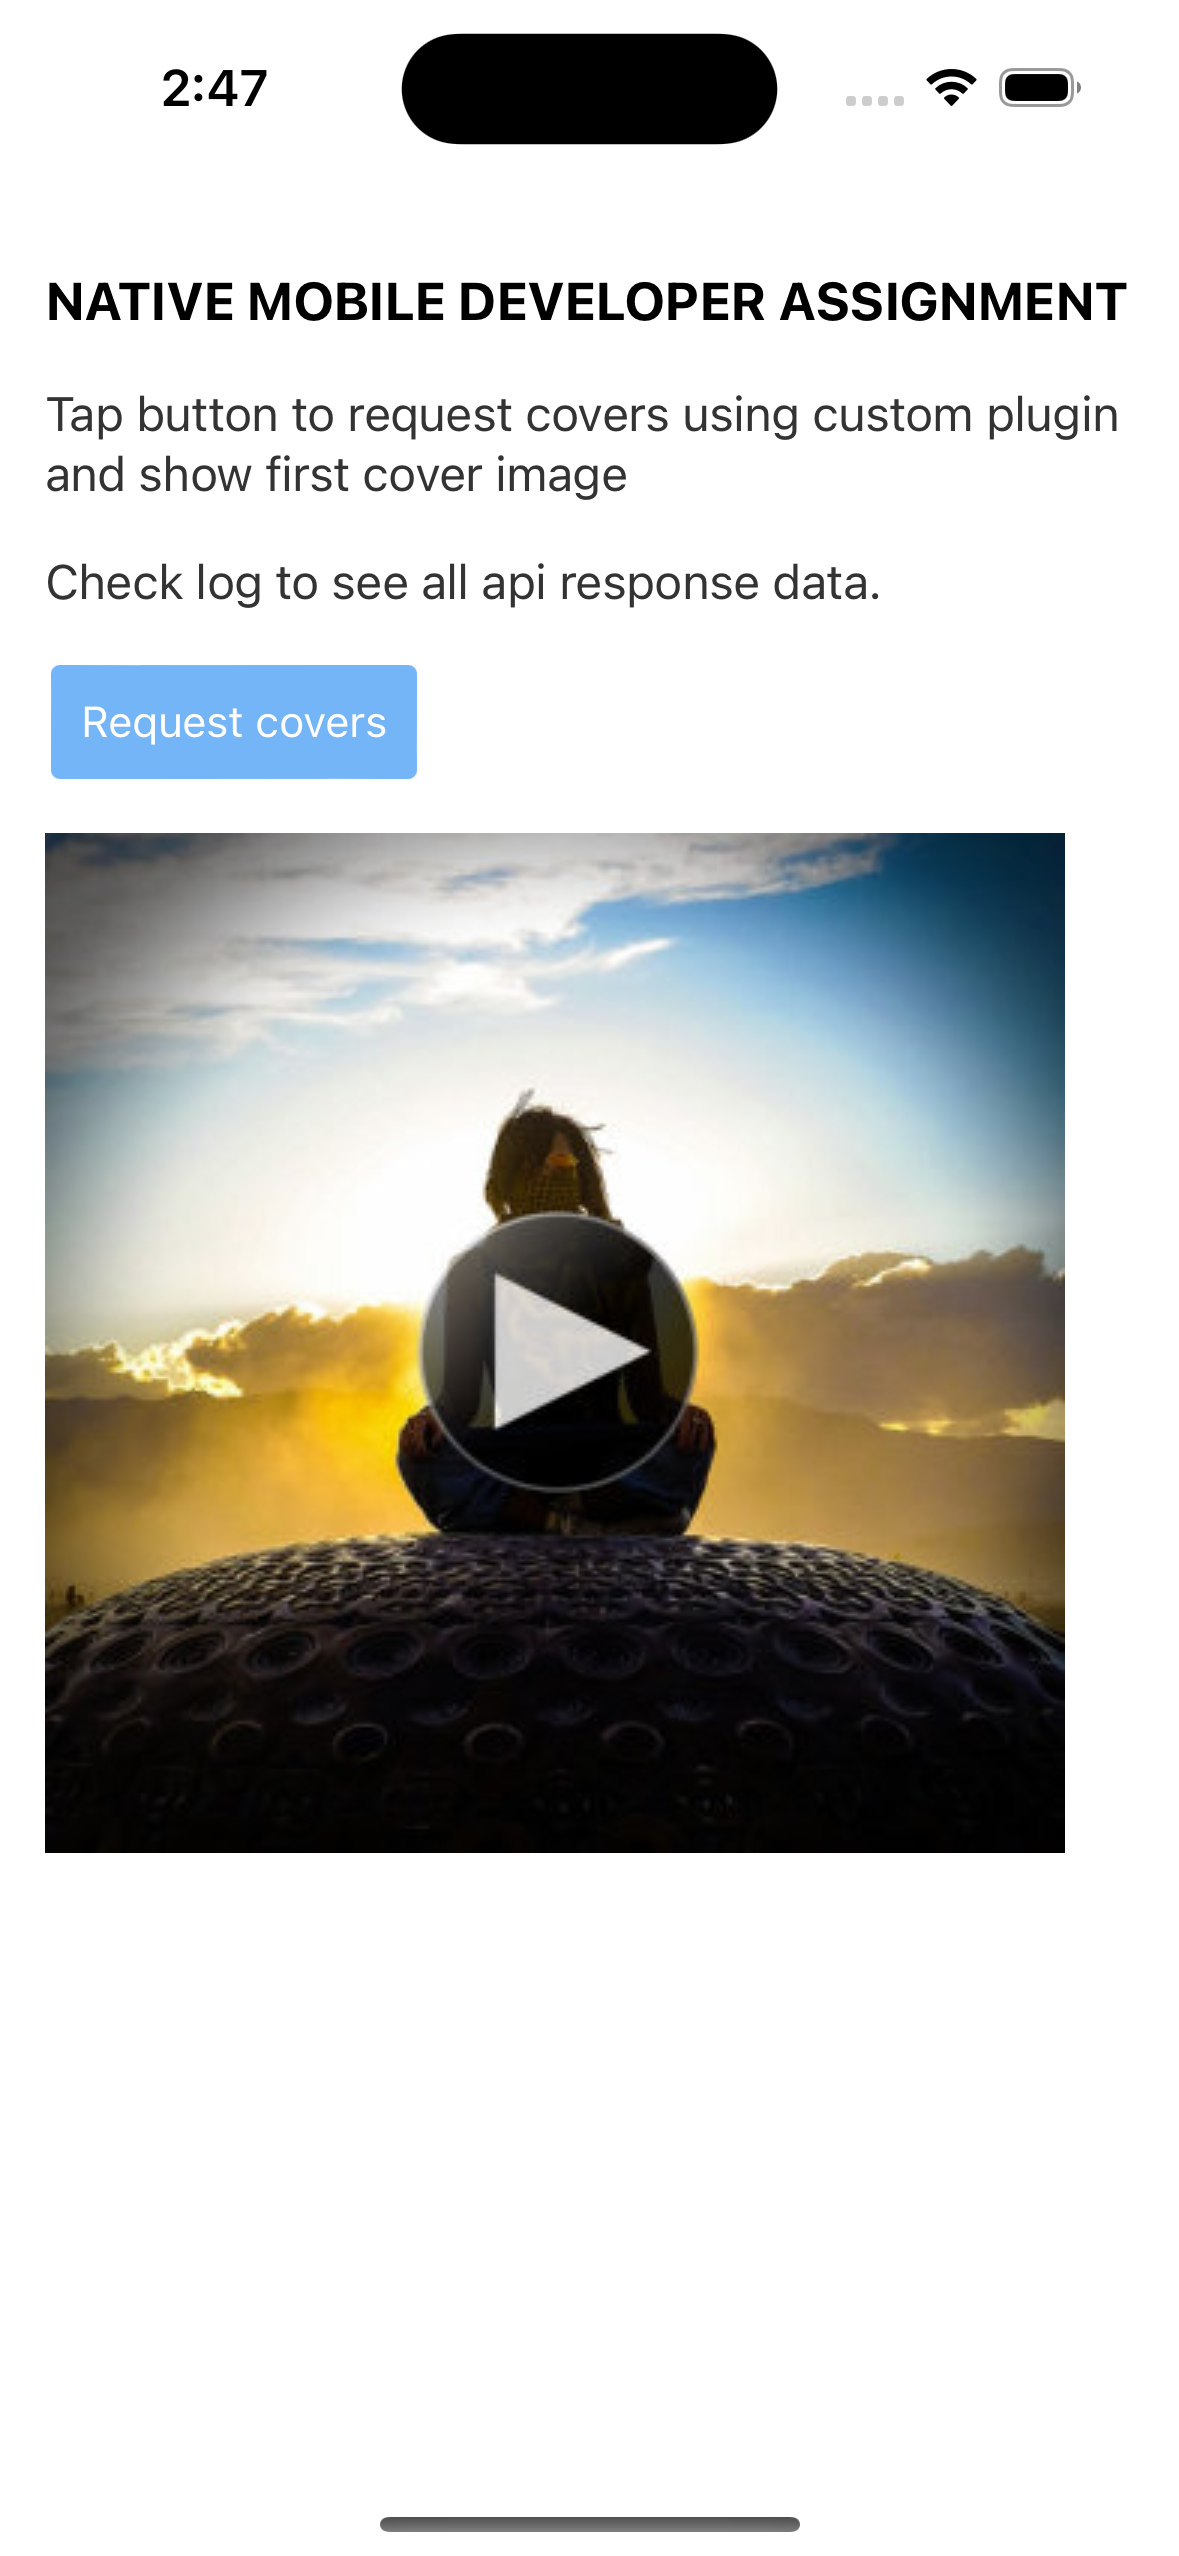 2:47
NATIVE MOBILE DEVELOPER ASSIGNMENT
Tap button to request covers using custom plugin
and show first cover image
Check log to see all api response data.
Request covers